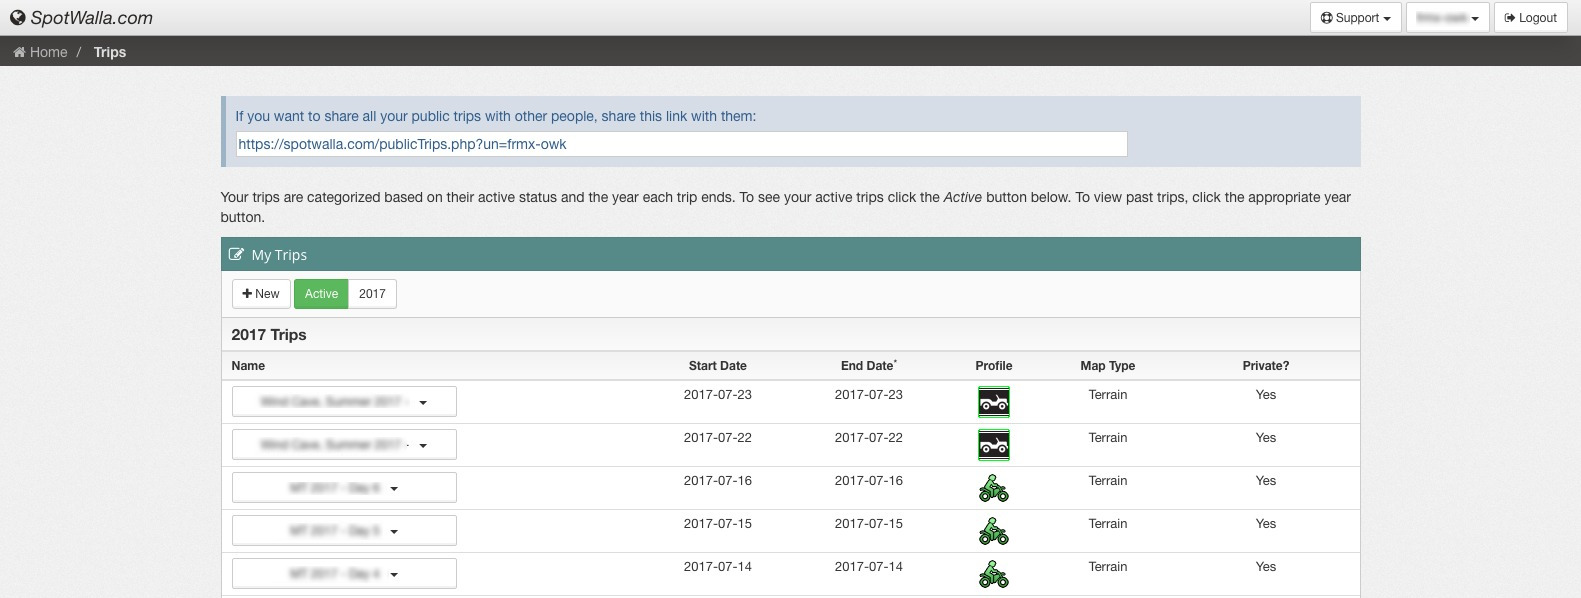 SpotWalla.com
Support
Logout
Home / Trips
If you want to share all your public trips with other people, share this link with them:
https://spotwalla.com/publicTrips.php?un=frmx-owk
Your trips are categorized based on their active status and the year each trip ends. To see your active trips click the Active button below. To view past trips, click the appropriate year
button.
My Trips
New Active 2017
2017 Trips
Name Start Date End Date* Profile Map Type Private?
2017-07-23 2017-07-23 Terrain Yes
2017-07-22 2017-07-22 Terrain Yes
2017-07-16 2017-07-16 Terrain Yes
2017-07-15 2017-07-15 Terrain Yes
2017-07-14 2017-07-14 Terrain Yes